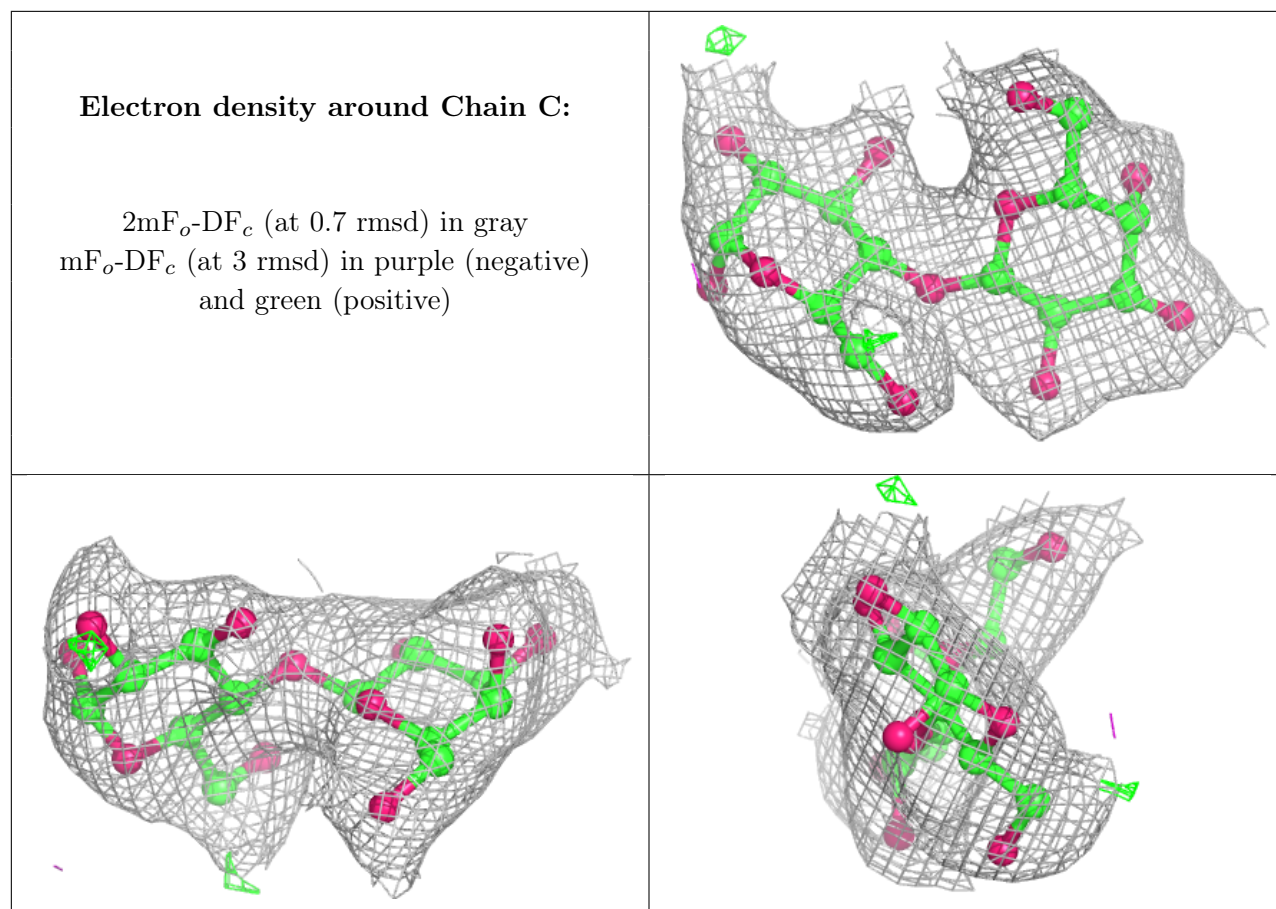 Electron density around Chain C:
2mFo-DFc (at 0.7 rmsd) in gray
mFo-DFc (at 3 rmsd) in purple (negative)
and green (positive)